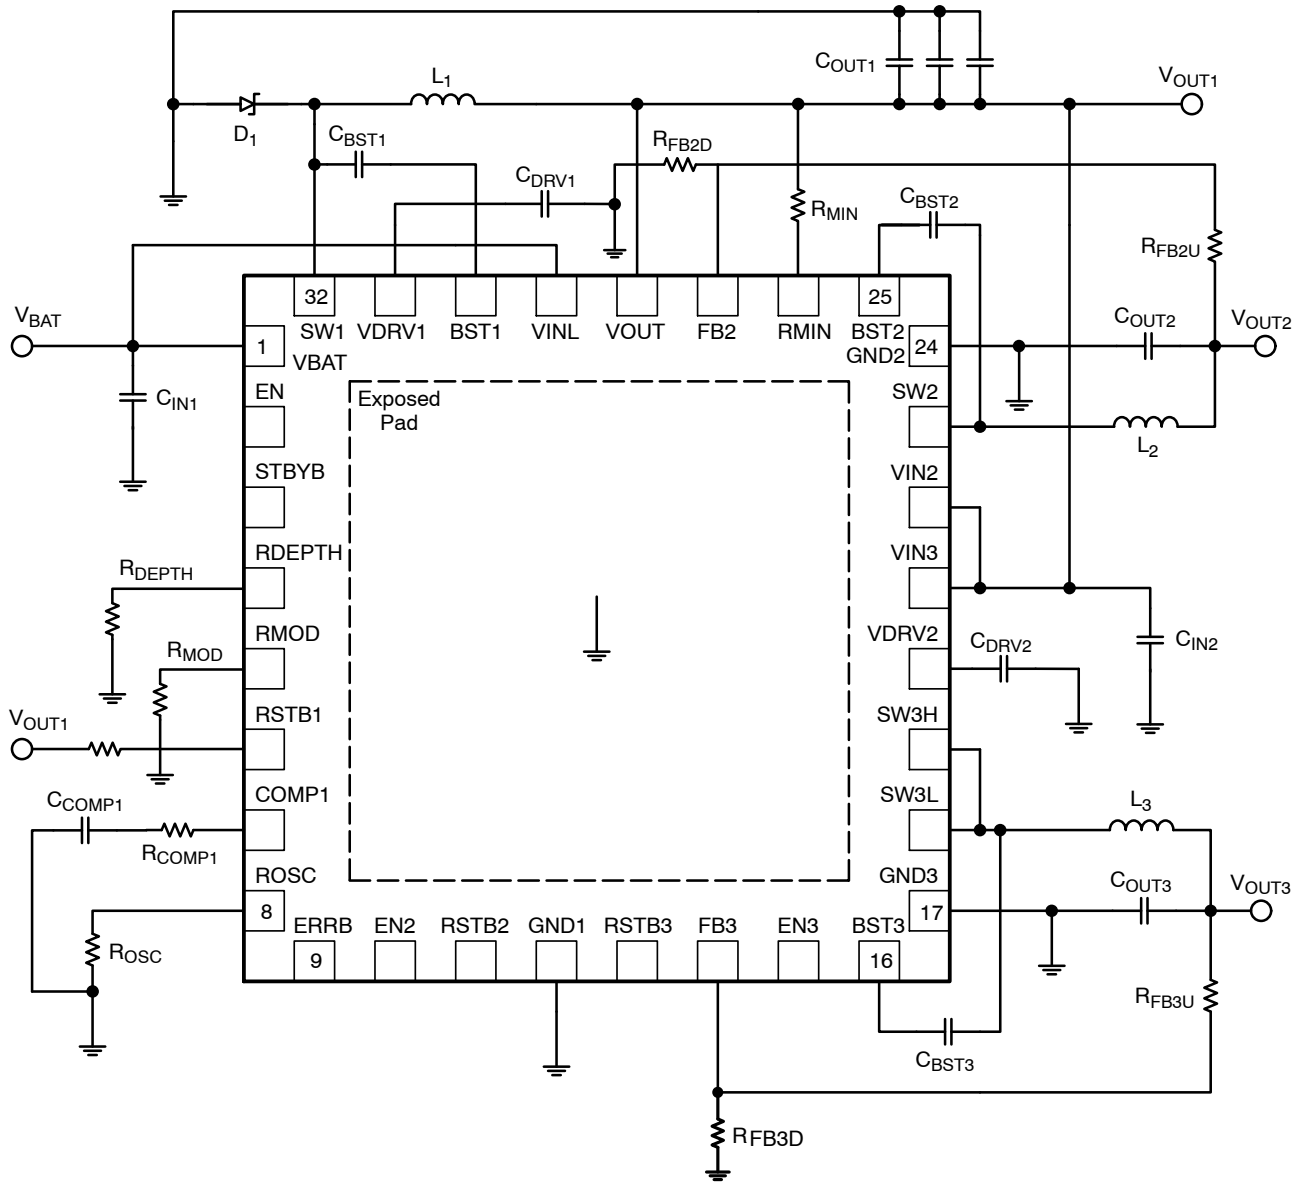 COUT1
L1
VOUT1
D1
CBST1
RFB2D
CDRV1
CBST2
RMIN
RFB2U
32
25
SW1 VDRV1 BST1 VINL VOUT FB2 RMIN BST2
VBAT
COUT2
VOUT2
1
VBAT
GND2
24
CIN1
EN
Exposed
Pad
SW2
L2
STBYB
VIN2
RDEPTH
RDEPTH
VIN3
RMOD
RMOD
VDRV2
CDRV2
CIN2
VOUT1
RSTB1
SW3H
CCOMP1
COMP1
SW3L
L3
RCOMP1
ROSC
GND3
COUT3
VOUT3
8
17
ERRB EN2 RSTB2 GND1 RSTB3 FB3 EN3 BST3
ROSC
9
16
RFB3U
CBST3
RFB3D